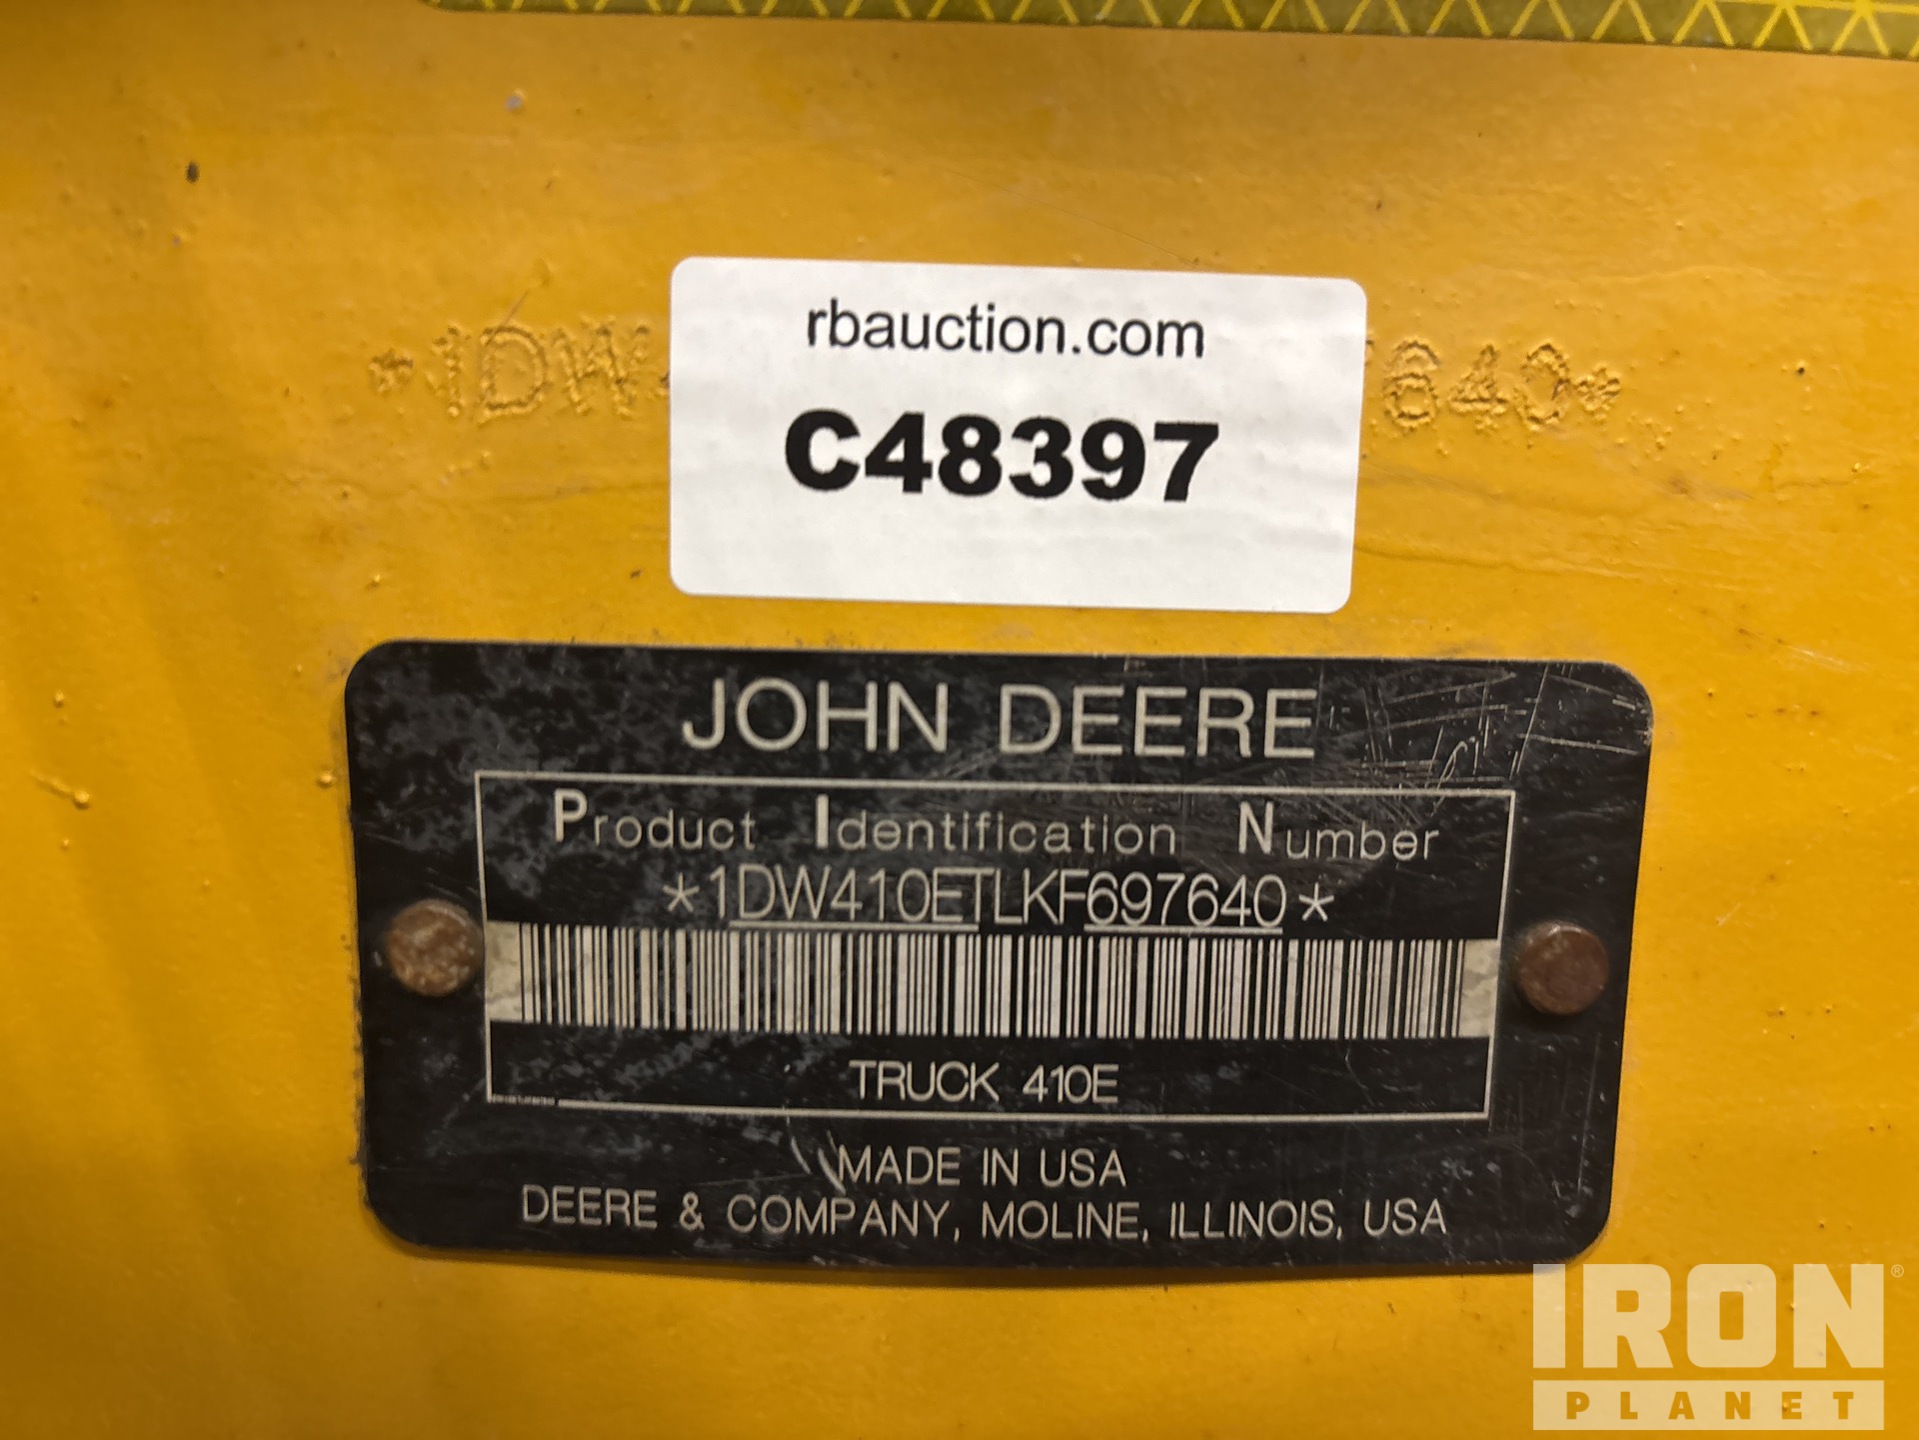 rbauction.com
*1DW
640*
C48397
JOHN DEERE
Product Identification Number
*1DW410ETLKF697640*
TRUCK 410E
MADE IN USA
DEERE & COMPANY, MOLINE, ILLINOIS, USA
IRON®
PLANET